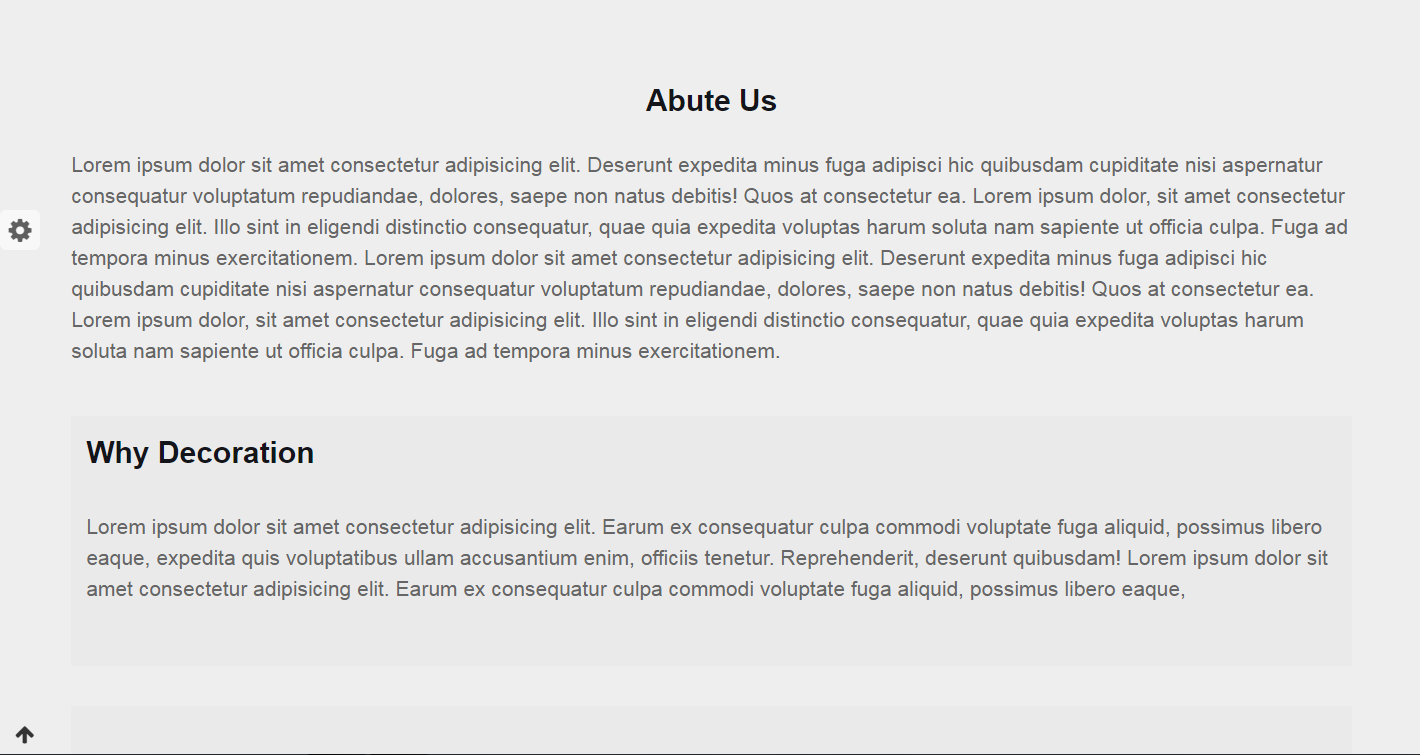 Abute Us
Lorem ipsum dolor sit amet consectetur adipisicing elit. Deserunt expedita minus fuga adipisci hic quibusdam cupiditate nisi aspernatur
consequatur voluptatum repudiandae, dolores, saepe non natus debitis! Quos at consectetur ea. Lorem ipsum dolor, sit amet consectetur
adipisicing elit. Illo sint in eligendi distinctio consequatur, quae quia expedita voluptas harum soluta nam sapiente ut officia culpa. Fuga ad
tempora minus exercitationem. Lorem ipsum dolor sit amet consectetur adipisicing elit. Deserunt expedita minus fuga adipisci hic
quibusdam cupiditate nisi aspernatur consequatur voluptatum repudiandae, dolores, saepe non natus debitis! Quos at consectetur ea.
Lorem ipsum dolor, sit amet consectetur adipisicing elit. Illo sint in eligendi distinctio consequatur, quae quia expedita voluptas harum
soluta nam sapiente ut officia culpa. Fuga ad tempora minus exercitationem.
Why Decoration
Lorem ipsum dolor sit amet consectetur adipisicing elit. Earum ex consequatur culpa commodi voluptate fuga aliquid, possimus libero
eaque, expedita quis voluptatibus ullam accusantium enim, officiis tenetur. Reprehenderit, deserunt quibusdam! Lorem ipsum dolor sit
amet consectetur adipisicing elit. Earum ex consequatur culpa commodi voluptate fuga aliquid, possimus libero eaque,